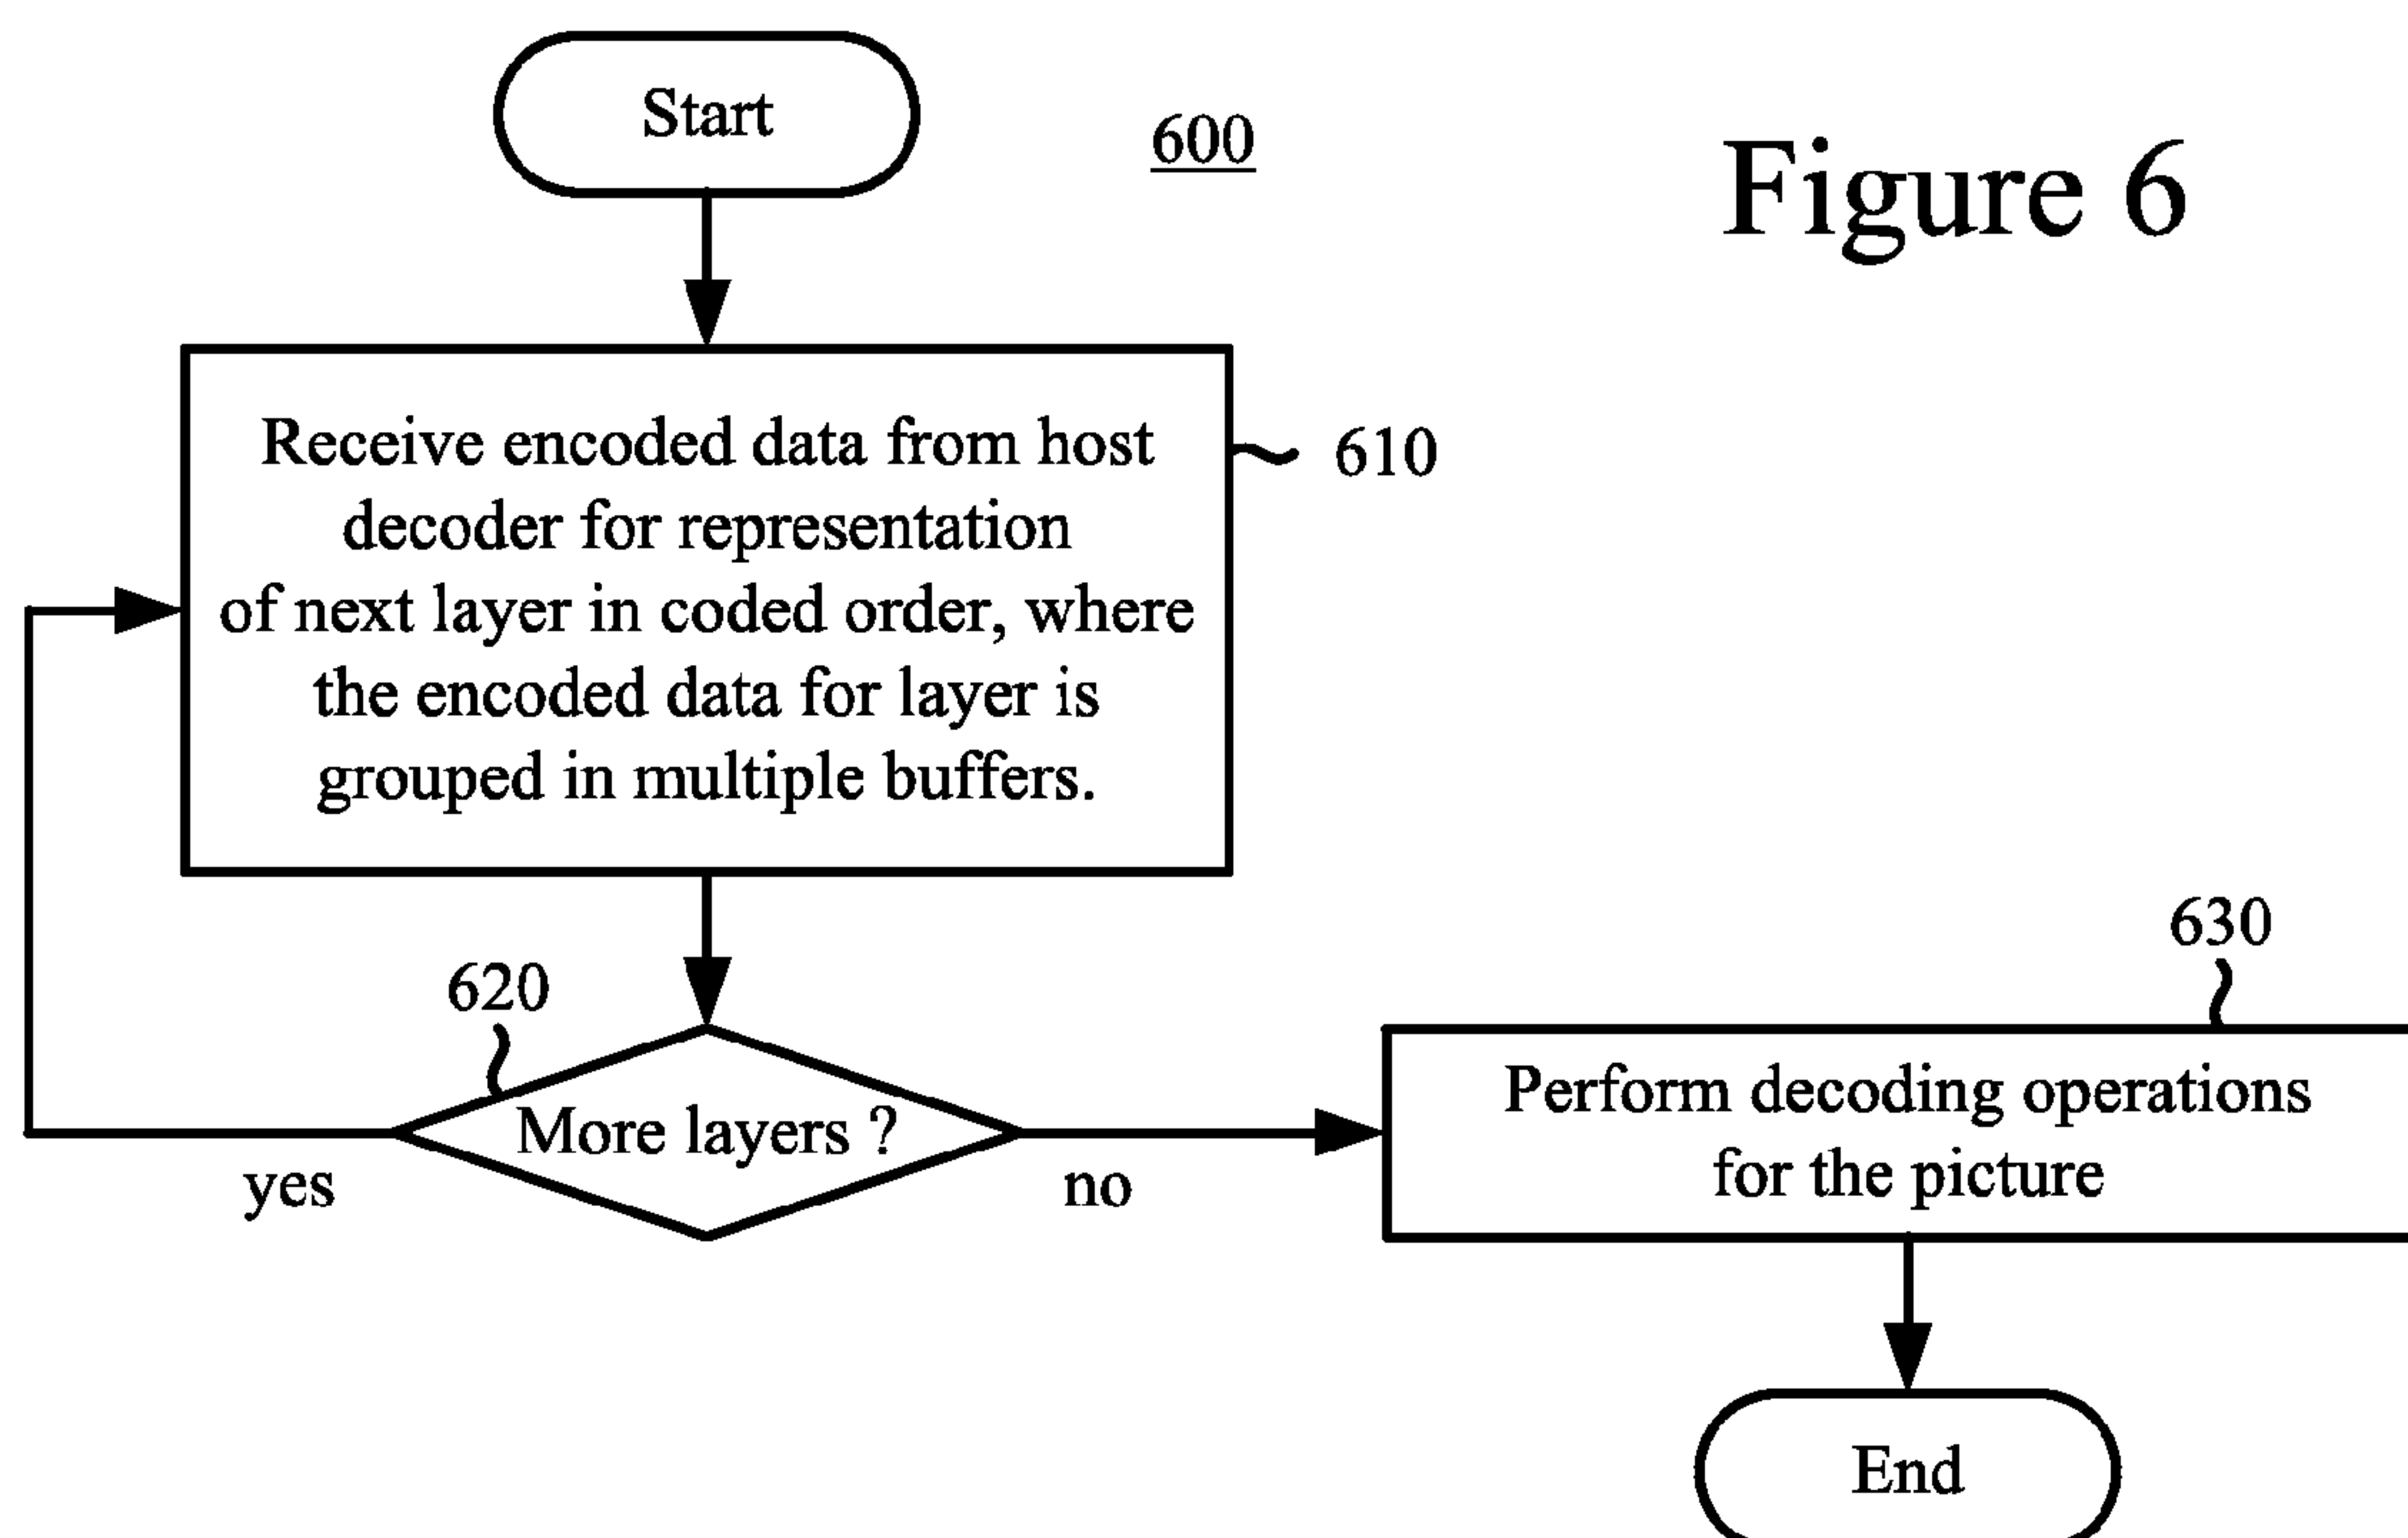 Start
600
Figure 6
Receive encoded data from host
decoder for representation
of next layer in coded order, where
the encoded data for layer is
grouped in multiple buffers.
610
620
More layers ?
yes
no
630
Perform decoding operations
for the picture
End